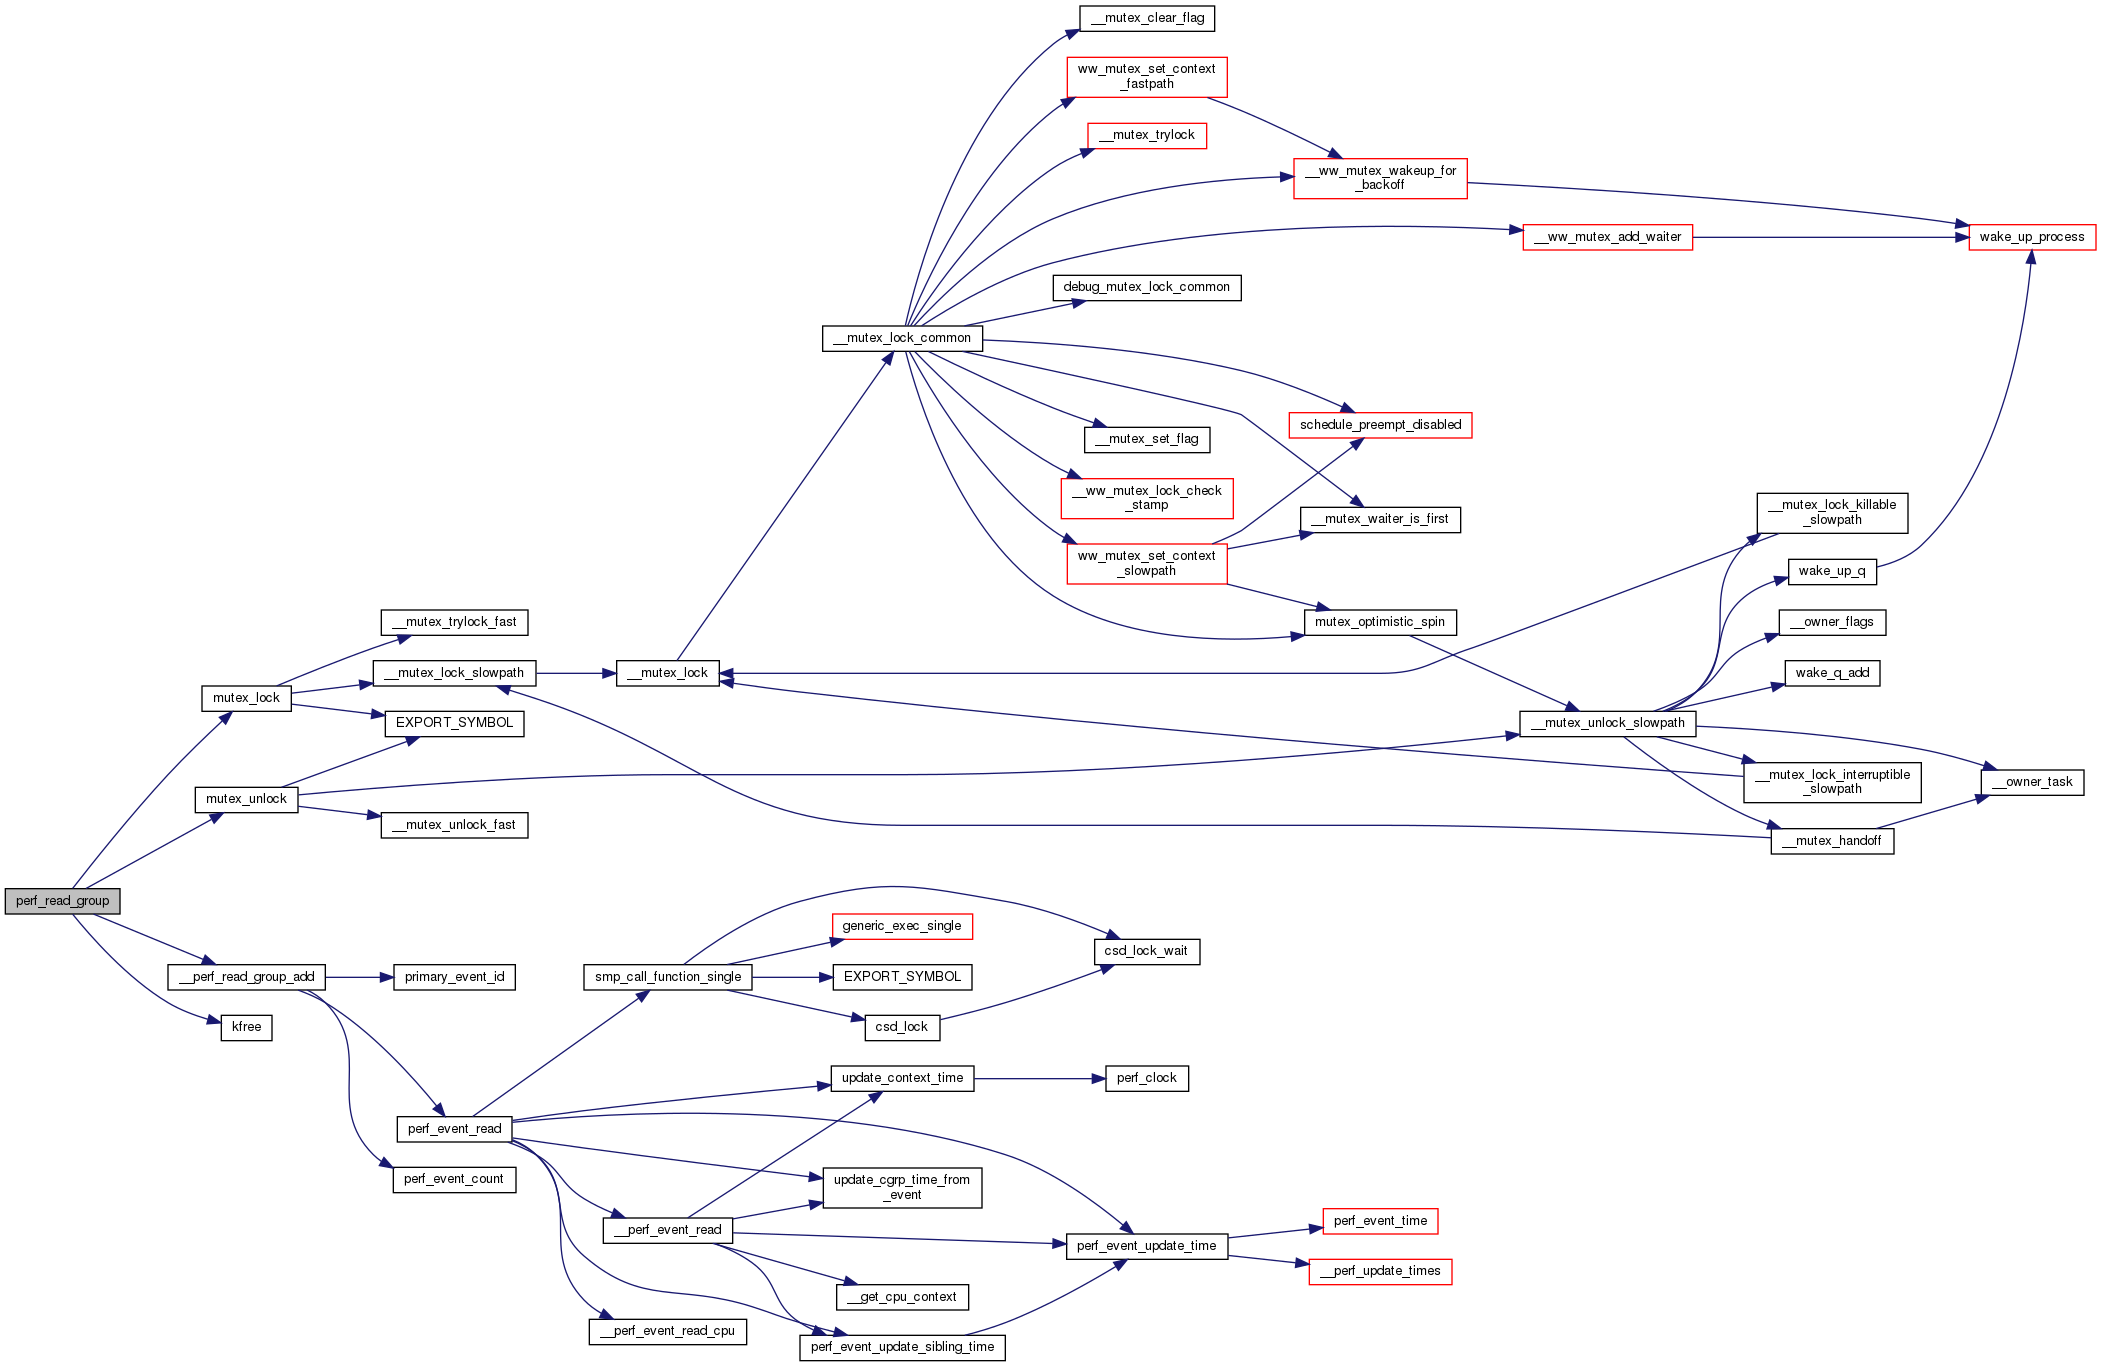 __mutex_clear_flag
ww_mutex_set_context
_fastpath
__mutex_trylock
__ww_mutex_wakeup_for
_backoff
__ww_mutex_add_waiter
wake_up_process
debug_mutex_lock_common
__mutex_lock_common
schedule_preempt_disabled
__mutex_set_flag
__ww_mutex_lock_check
_stamp
__mutex_waiter_is_first
__mutex_lock_killable
_slowpath
ww_mutex_set_context
_slowpath
wake_up_q
__mutex_trylock_fast
mutex_optimistic_spin
__owner_flags
__mutex_lock_slowpath
__mutex_lock
wake_q_add
mutex_lock
EXPORT_SYMBOL
__mutex_unlock_slowpath
__mutex_lock_interruptible
_slowpath
__owner_task
mutex_unlock
__mutex_unlock_fast
__mutex_handoff
perf_read_group
generic_exec_single
csd_lock_wait
__perf_read_group_add
primary_event_id
smp_call_function_single
EXPORT_SYMBOL
kfree
csd_lock
update_context_time
perf_clock
perf_event_read
perf_event_count
update_cgrp_time_from
_event
__perf_event_read
perf_event_update_time
perf_event_time
__perf_update_times
__get_cpu_context
__perf_event_read_cpu
perf_event_update_sibling_time